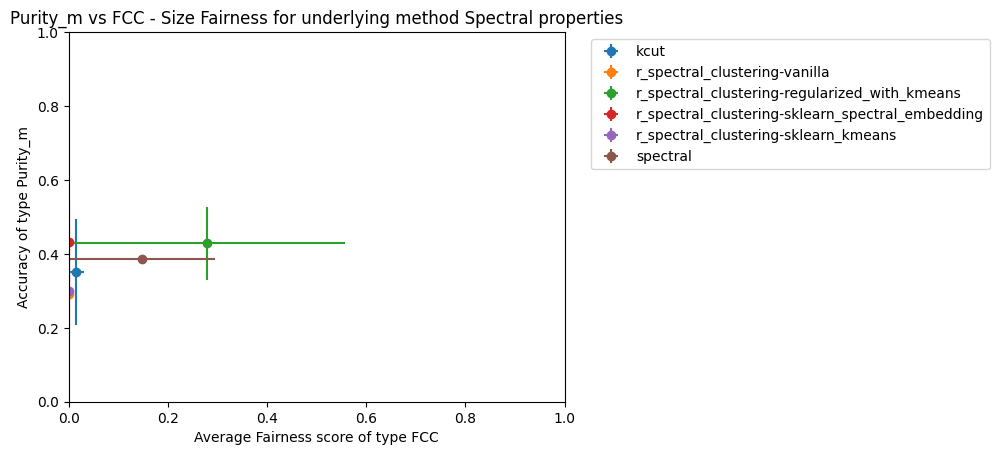 Purity_m vs FCC - Size Fairness for underlying method Spectral properties
1.0
0.8
0.6
0.4
0.2
0.0
Accuracy of type Purity_m
0.0 0.2 0.4 0.6 0.8 1.0
Average Fairness score of type FCC
kcut
r_spectral_clustering-vanilla
r_spectral_clustering-regularized_with_kmeans
r_spectral_clustering-sklearn_spectral_embedding
r_spectral_clustering-sklearn_kmeans
spectral